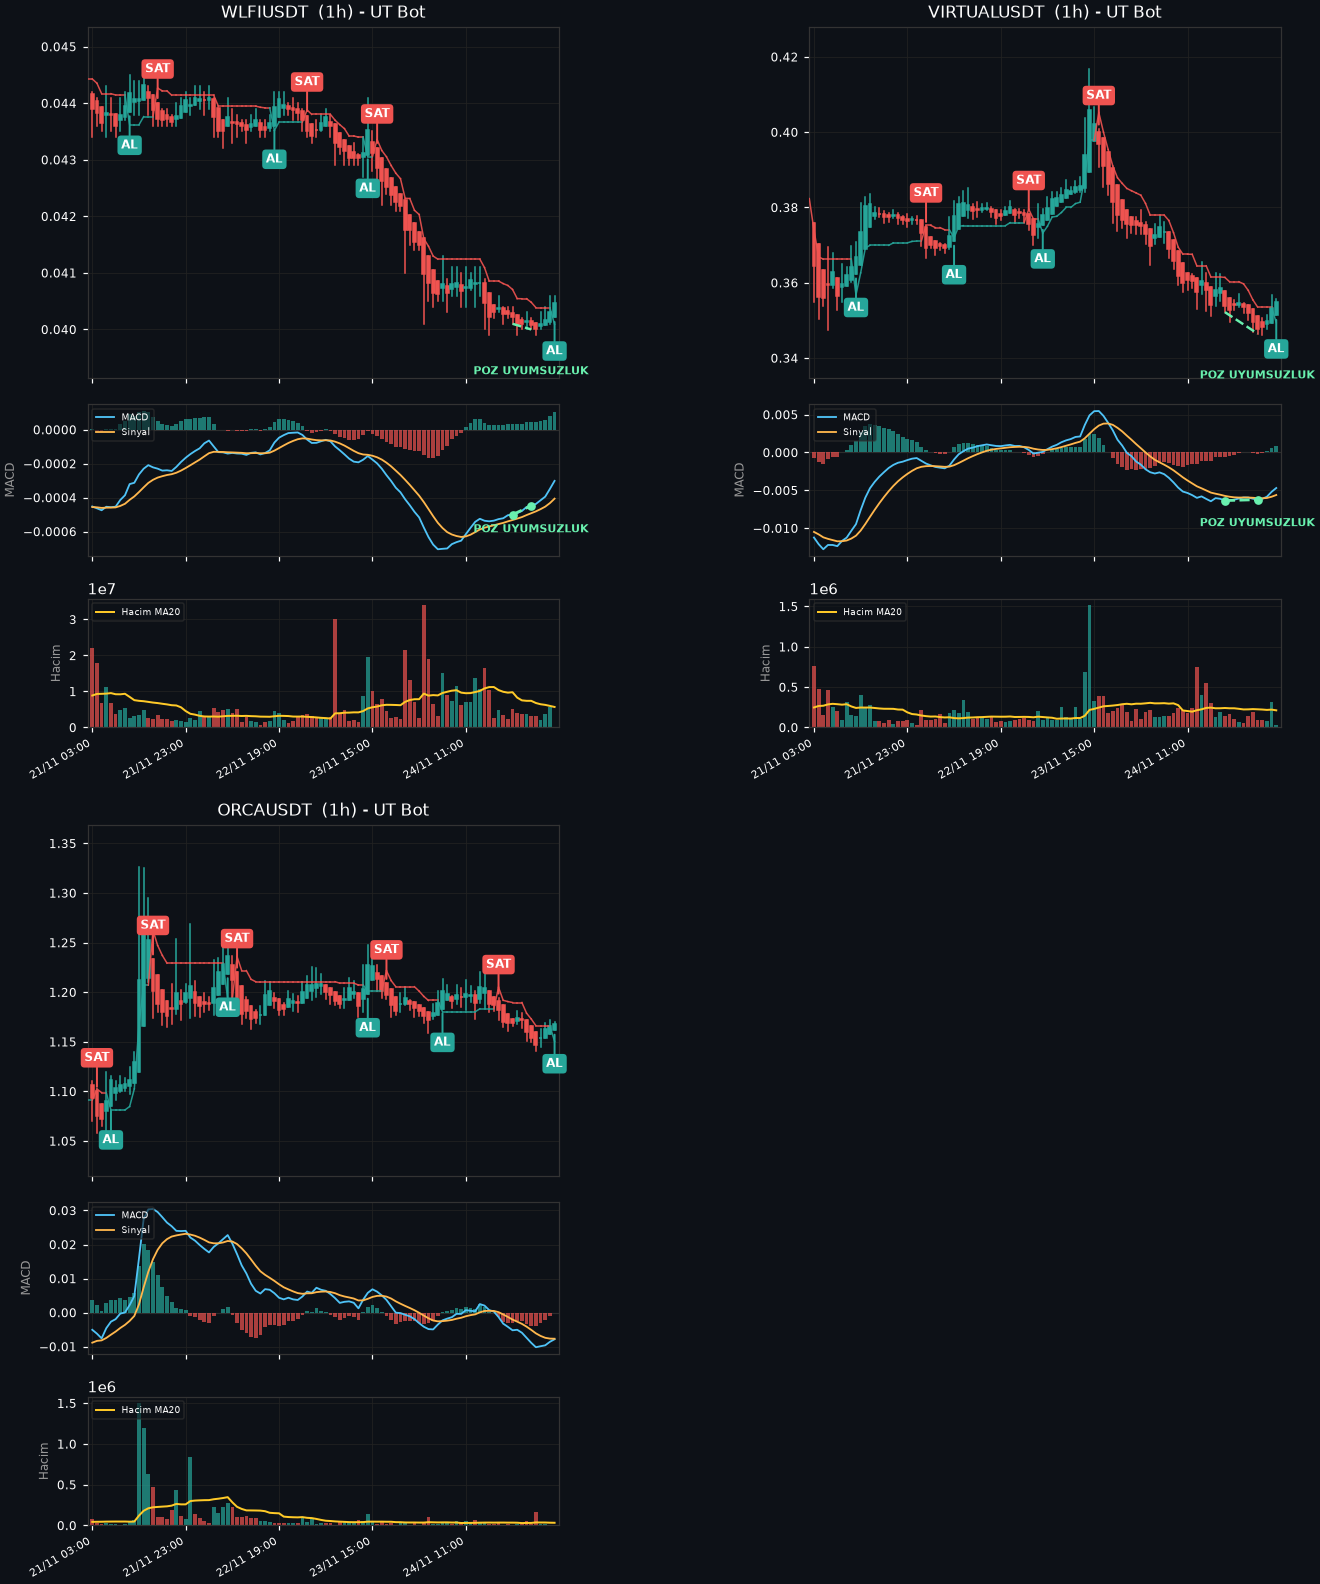 WLFIUSDT  (1h) - UT Bot
0.045
0.044
0.043
0.042
0.041
0.040
SAT
SAT
SAT
AL
AL
AL
AL
POZ UYUMSUZLUK
MACD
Sinyal
MACD
0.0000
−0.0002
−0.0004
−0.0006
POZ UYUMSUZLUK
1e7
Hacim MA20
Hacim
3
2
1
0
21/11 03:00
21/11 23:00
22/11 19:00
23/11 15:00
24/11 11:00
VIRTUALUSDT  (1h) - UT Bot
0.42
0.40
0.38
0.36
0.34
SAT
SAT
SAT
AL
AL
AL
AL
POZ UYUMSUZLUK
MACD
Sinyal
MACD
0.005
0.000
−0.005
−0.010
POZ UYUMSUZLUK
1e6
Hacim MA20
Hacim
1.5
1.0
0.5
0.0
21/11 03:00
21/11 23:00
22/11 19:00
23/11 15:00
24/11 11:00
ORCAUSDT  (1h) - UT Bot
1.35
1.30
1.25
1.20
1.15
1.10
1.05
SAT
SAT
SAT
SAT
SAT
AL
AL
AL
AL
AL
MACD
Sinyal
MACD
0.03
0.02
0.01
0.00
−0.01
1e6
Hacim MA20
Hacim
1.5
1.0
0.5
0.0
21/11 03:00
21/11 23:00
22/11 19:00
23/11 15:00
24/11 11:00